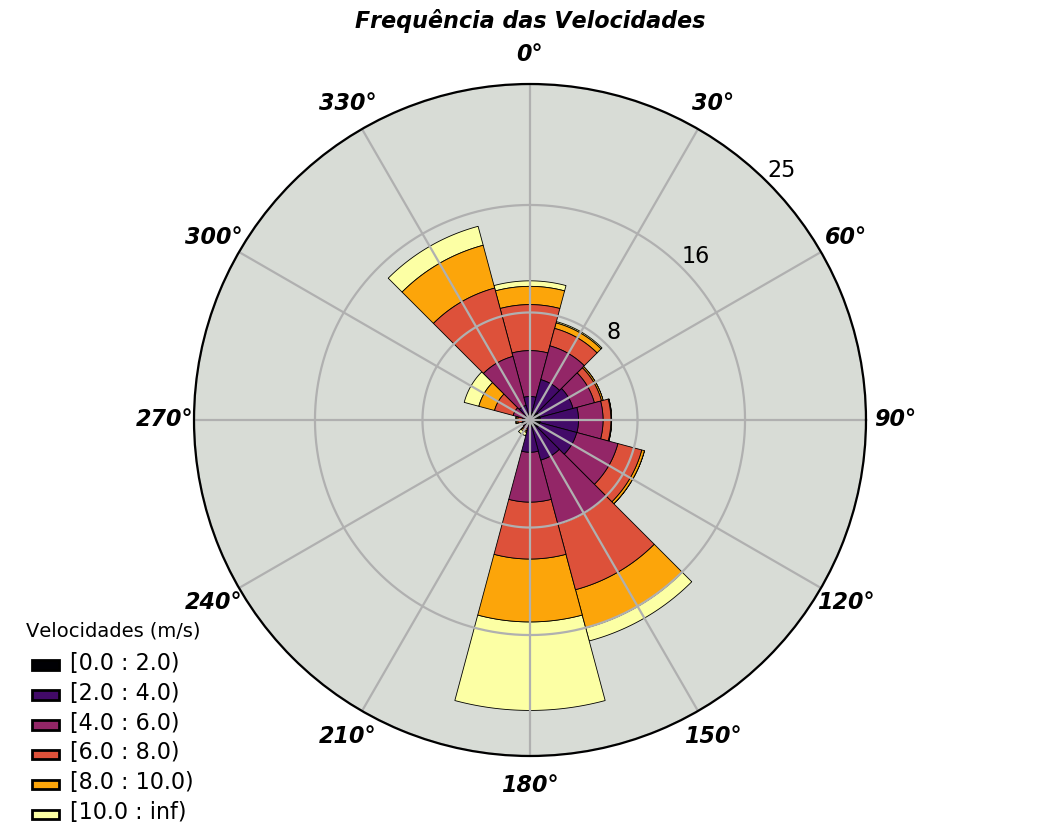 Frequência das Velocidades
0°
30°
60°
90°
120°
150°
180°
210°
240°
270°
300°
330°
8
16
25
Velocidades (m/s)
[0.0 : 2.0)
[2.0 : 4.0)
[4.0 : 6.0)
[6.0 : 8.0)
[8.0 : 10.0)
[10.0 : inf)